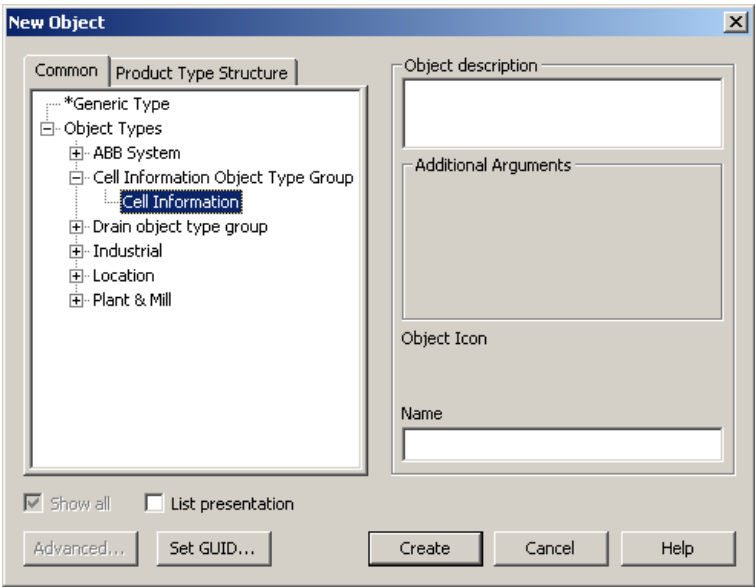 New Object
Common
Product Type Structure
*Generic Type
Object Types
ABB System
Cell Information Object Type Group
Cell Information
Drain object type group
Industrial
Location
Plant & Mill
Object description
Additional Arguments
Object Icon
Name
Show all
List presentation
Advanced...
Set GUID...
Create
Cancel
Help